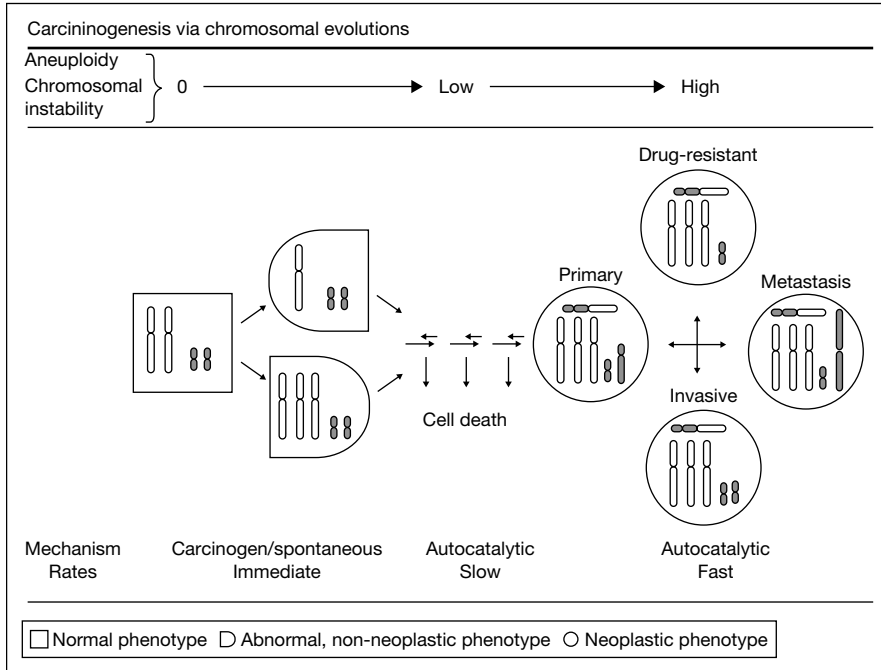 Carcininogenesis via chromosomal evolutions
Aneuploidy
Chromosomal
instability
0
Low
High
Drug-resistant
Primary
Metastasis
Invasive
Cell death
Mechanism
Rates
Carcinogen/spontaneous
Immediate
Autocatalytic
Slow
Autocatalytic
Fast
Normal phenotype
Abnormal, non-neoplastic phenotype
Neoplastic phenotype